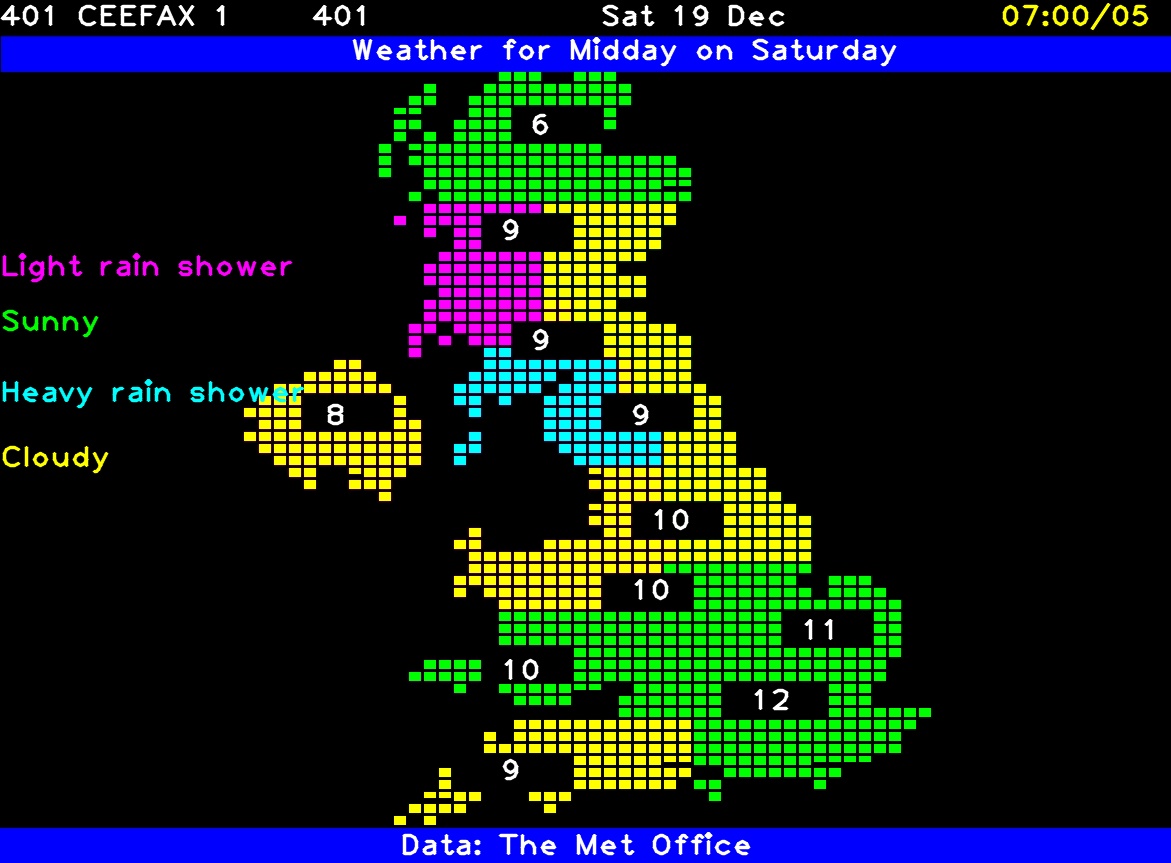 401 CEEFAX 1 401 Sat 19 Dec 07:00/05
Weather for Midday on Saturday
6
9
Light rain shower
Sunny
9
Heavy rain shower
8
9
Cloudy
10
10
11
10
12
9
Data: The Met Office